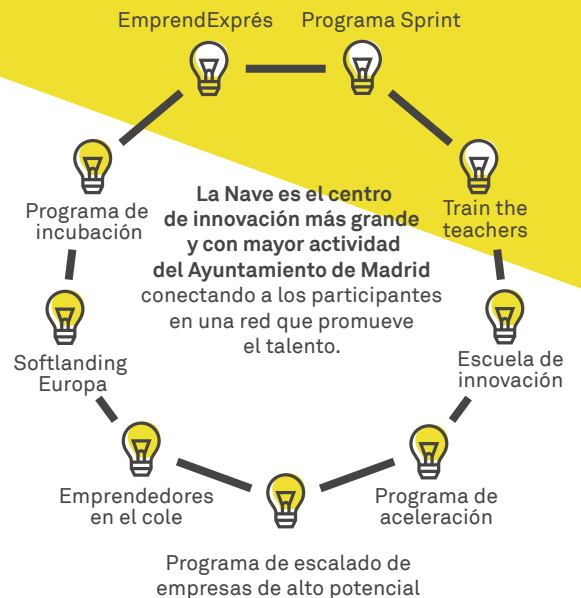 EmprendExprés
Programa Sprint
Programa de
incubación
La Nave es el centro
de innovación más grande
y con mayor actividad
del Ayuntamiento de Madrid
conectando a los participantes
en una red que promueve
el talento.
Train the
teachers
Softlanding
Europa
Escuela de
innovación
Emprendedores
en el cole
Programa de
aceleración
Programa de escalado de
empresas de alto potencial